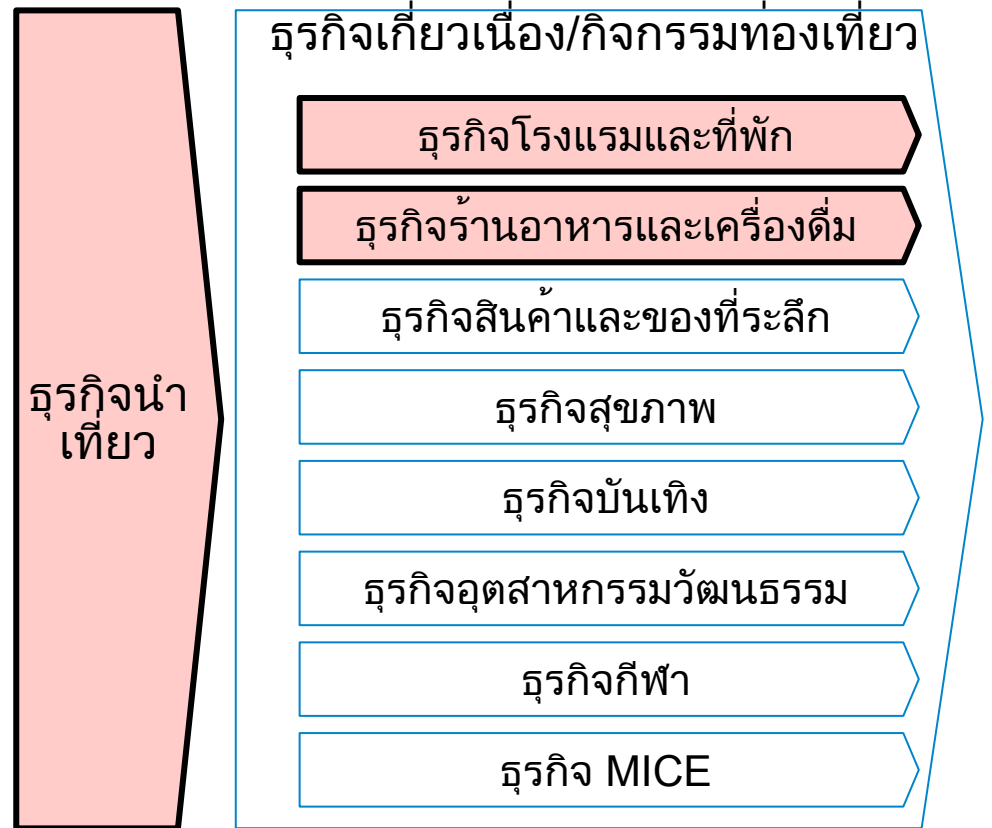 ธุรกิจเกี่ยวเนื่อง/กิจกรรมท่องเที่ยว
ธุรกิจโรงแรมและที่พัก
ธุรกิจร้านอาหารและเครื่องดื่ม
ธุรกิจสินค้าและของที่ระลึก
ธุรกิจนำ
เที่ยว
ธุรกิจสุขภาพ
ธุรกิจบันเทิง
ธุรกิจอุตสาหกรรมวัฒนธรรม
ธุรกิจกีฬา
ธุรกิจ MICE